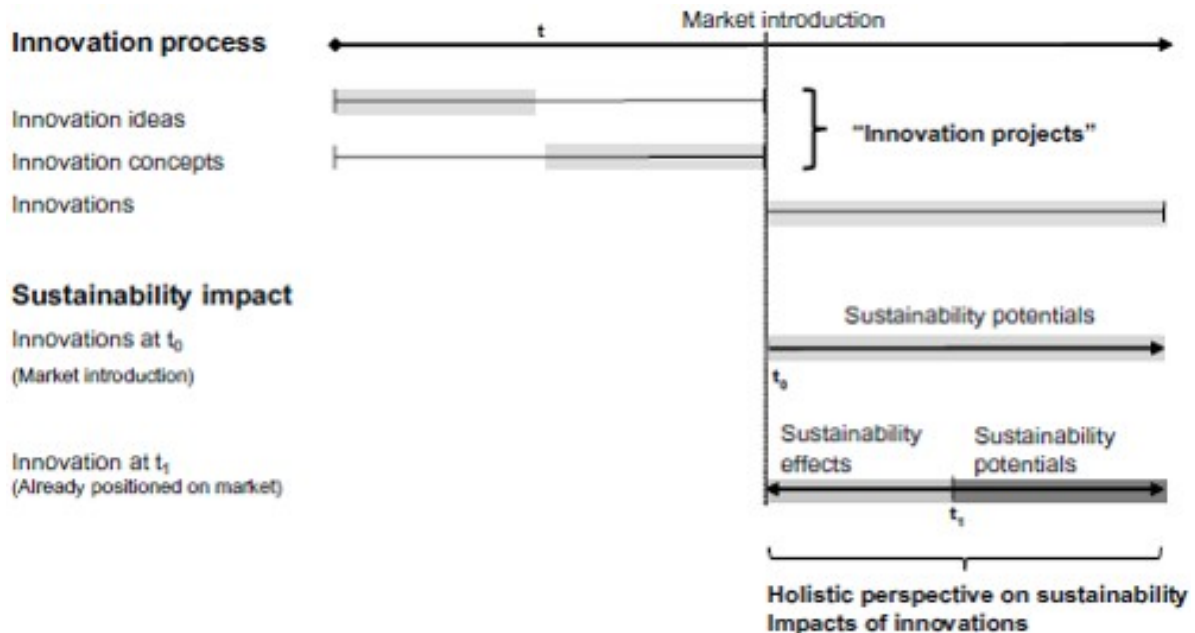 Market introduction
Innovation process
t
Innovation ideas
"Innovation projects"
Innovation concepts
Innovations
Sustainability impact
Innovations at t₀
Sustainability potentials
(Market introduction)
t₀
Sustainability
effects
Sustainability
potentials
Innovation at t₁
(Already positioned on market)
t₁
Holistic perspective on sustainability
Impacts of innovations